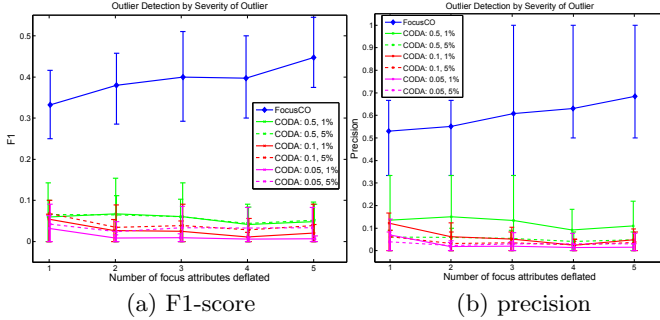 Outlier Detection by Severity of Outlier
0.5
0.4
0.3
0.2
0.1
0
F1
FocusCO
CODA: 0.5, 1%
CODA: 0.5, 5%
CODA: 0.1, 1%
CODA: 0.1, 5%
CODA: 0.05, 1%
CODA: 0.05, 5%
1 2 3 4 5
Number of focus attributes deflated
(a) F1-score
Outlier Detection by Severity of Outlier
1
0.9
0.8
0.7
0.6
0.5
0.4
0.3
0.2
0.1
0
Precision
FocusCO
CODA: 0.5, 1%
CODA: 0.5, 5%
CODA: 0.1, 1%
CODA: 0.1, 5%
CODA: 0.05, 1%
CODA: 0.05, 5%
1 2 3 4 5
Number of focus attributes deflated
(b) precision